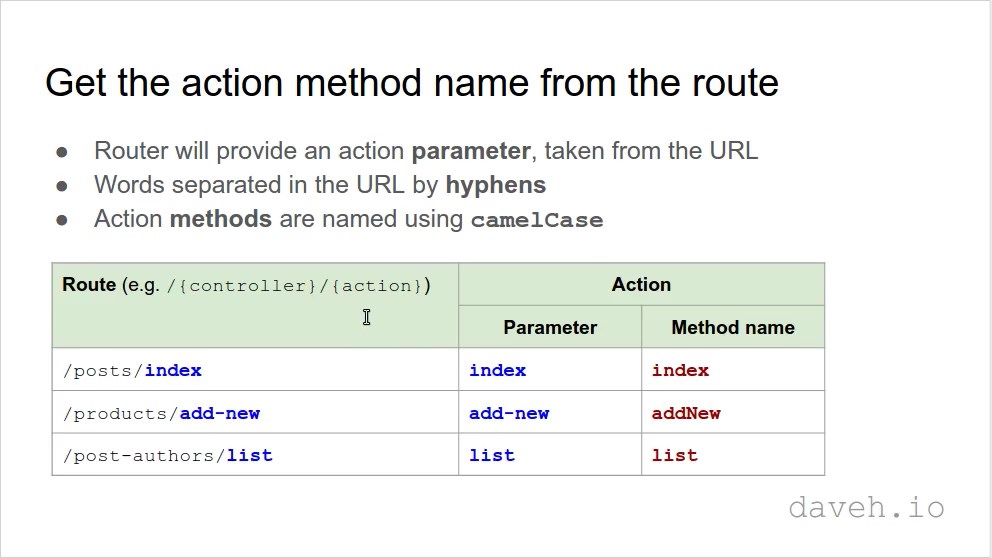 Get the action method name from the route
● Router will provide an action parameter, taken from the URL
● Words separated in the URL by hyphens
● Action methods are named using camelCase
Route (e.g. /{controller}/{action}) Action
Parameter Method name
/posts/index index index
/products/add-new add-new addNew
/post-authors/list list list
daveh.io